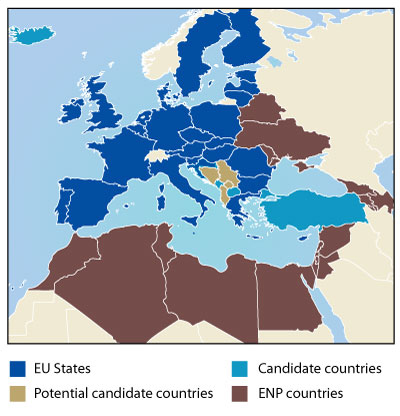 EU States
Candidate countries
Potential candidate countries
ENP countries